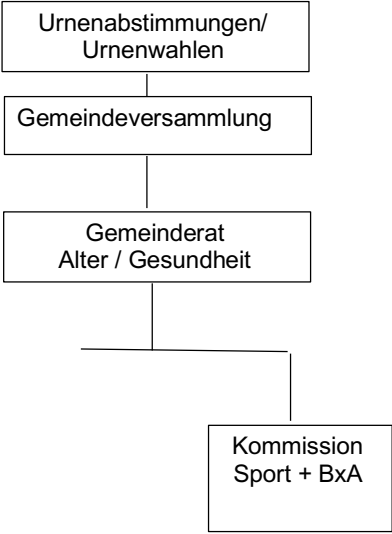 Urnenabstimmungen/
Urnenwahlen
Gemeindeversammlung
Gemeinderat
Alter / Gesundheit
Kommission
Sport + BxA